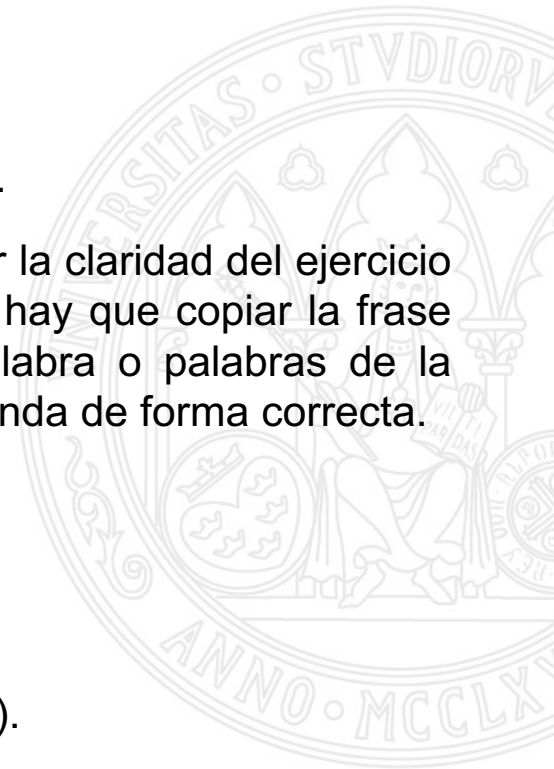 UNIVERSITAS • STVDIORV
.
r la claridad del ejercicio
hay que copiar la frase
labra o palabras de la
nda de forma correcta.
).
ANNO • MCCLX